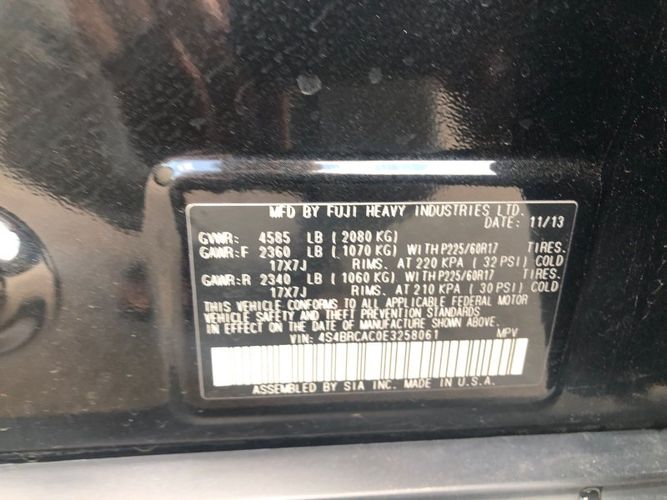 MFD BY FUJI HEAVY INDUSTRIES LTD.
DATE: 11/13
GVWR: 4585 LB ( 2080 KG)
GAWR:F 2360 LB ( 1070 KG) WITH P225/60R17 TIRES.
17X7J RIMS. AT 220 KPA ( 32 PSI) COLD
GAWR:R 2340 LB ( 1060 KG) WITH P225/60R17 TIRES.
17X7J RIMS. AT 210 KPA ( 30 PSI) COLD
THIS VEHICLE CONFORMS TO ALL APPLICABLE FEDERAL MOTOR
VEHICLE SAFETY AND THEFT PREVENTION STANDARDS
IN EFFECT ON THE DATE OF MANUFACTURE SHOWN ABOVE.
VIN: 4S4BRCAC0E3258061 MPV
ASSEMBLED BY SIA INC. MADE IN U.S.A.